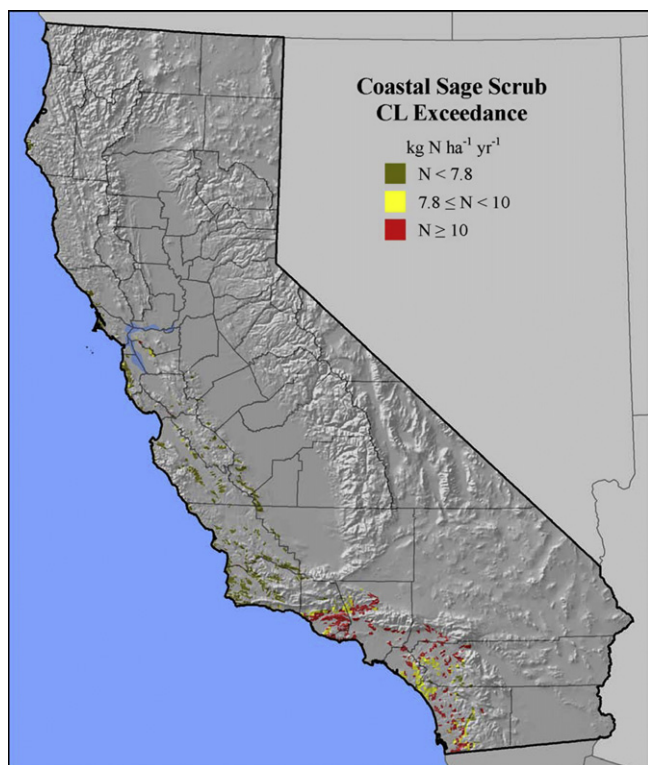 Coastal Sage Scrub
CL Exceedance
kg N ha⁻¹ yr⁻¹
N < 7.8
7.8 ≤ N < 10
N ≥ 10